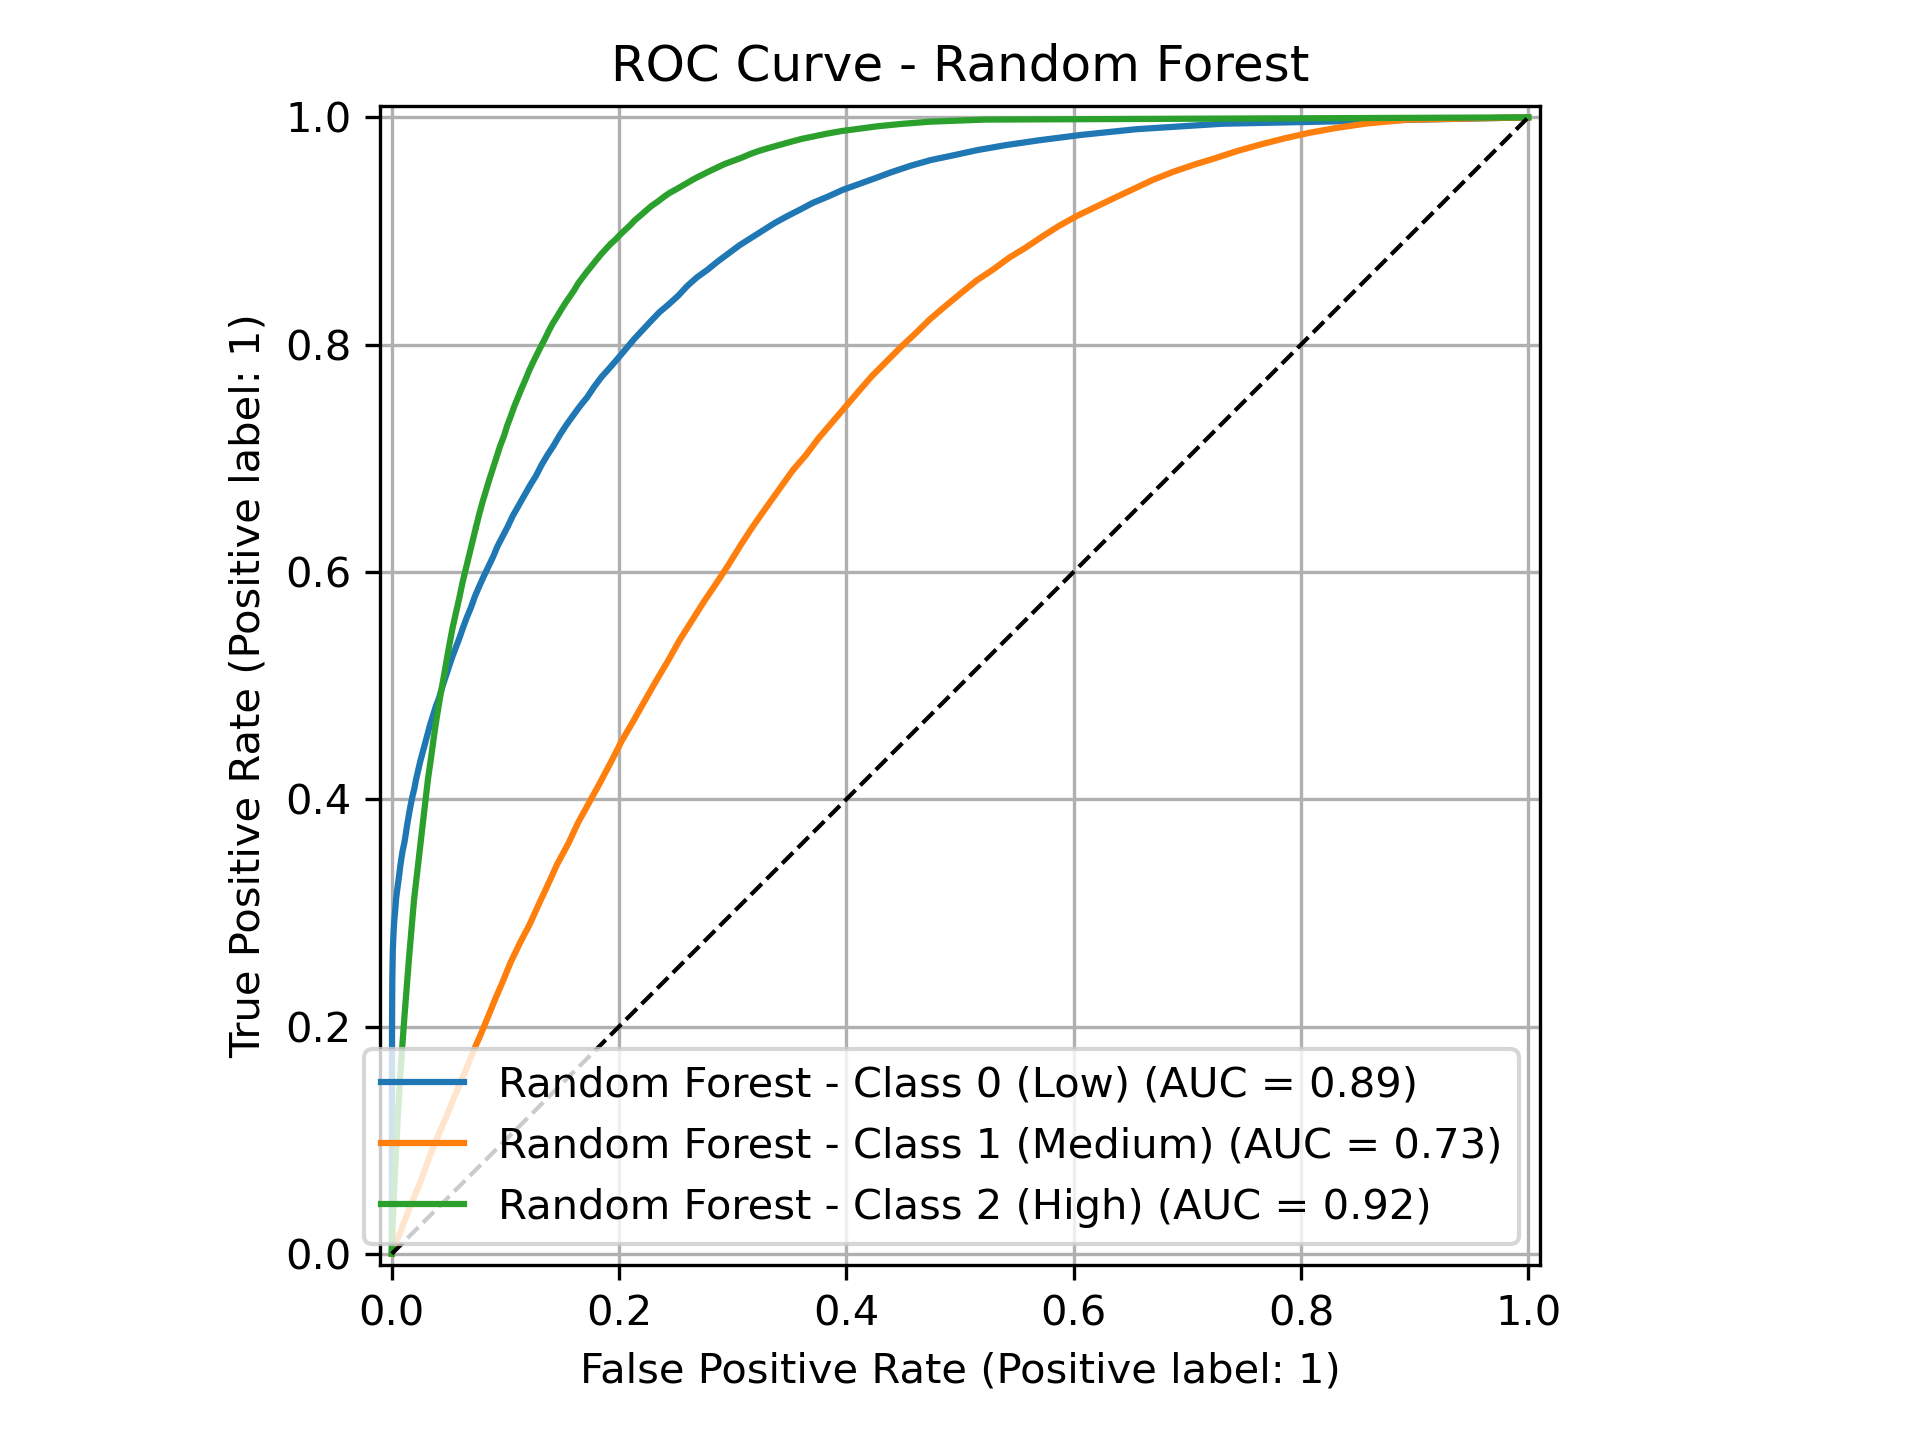 ROC Curve - Random Forest
True Positive Rate (Positive label: 1)
1.0
0.8
0.6
0.4
0.2
0.0
Random Forest - Class 0 (Low) (AUC = 0.89)
Random Forest - Class 1 (Medium) (AUC = 0.73)
Random Forest - Class 2 (High) (AUC = 0.92)
0.0 0.2 0.4 0.6 0.8 1.0
False Positive Rate (Positive label: 1)